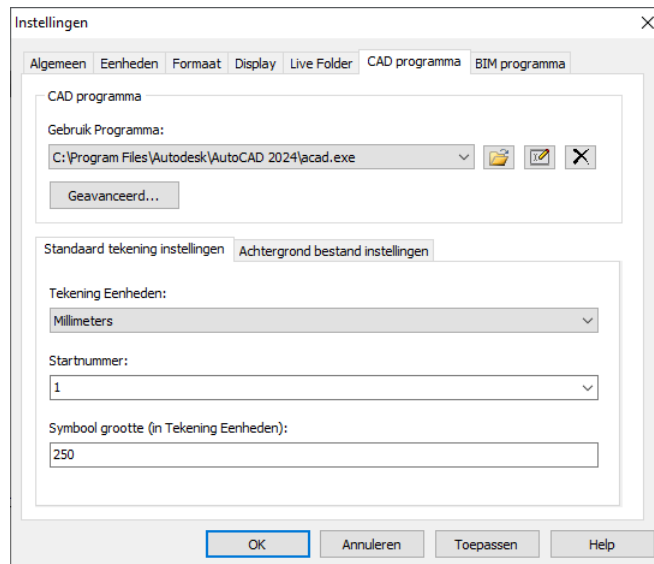 Instellingen
Algemeen Eenheden Formaat Display Live Folder CAD programma BIM programma
CAD programma
Gebruik Programma:
C:\Program Files\Autodesk\AutoCAD 2024\acad.exe
Geavanceerd...
Standaard tekening instellingen Achtergrond bestand instellingen
Tekening Eenheden:
Millimeters
Startnummer:
1
Symbool grootte (in Tekening Eenheden):
250
OK Annuleren Toepassen Help